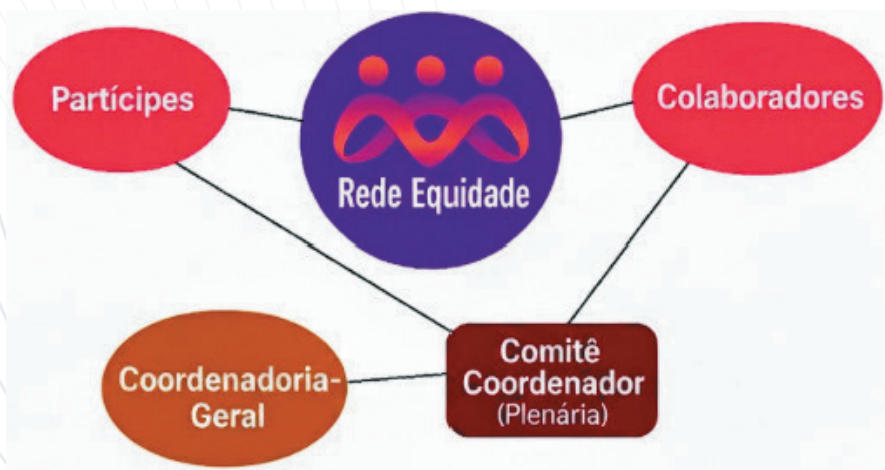 Partícipes
Rede Equidade
Colaboradores
Coordenadoria-
Geral
Comitê
Coordenador
(Plenária)